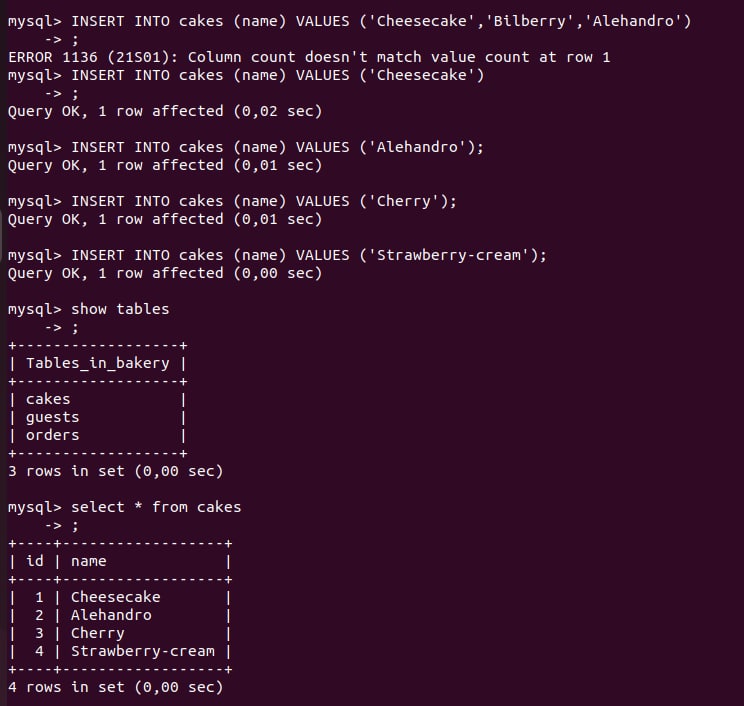 mysql> INSERT INTO cakes (name) VALUES ('Cheesecake','Bilberry','Alehandro')
    -> ;
ERROR 1136 (21S01): Column count doesn't match value count at row 1
mysql> INSERT INTO cakes (name) VALUES ('Cheesecake')
    -> ;
Query OK, 1 row affected (0,02 sec)

mysql> INSERT INTO cakes (name) VALUES ('Alehandro');
Query OK, 1 row affected (0,01 sec)

mysql> INSERT INTO cakes (name) VALUES ('Cherry');
Query OK, 1 row affected (0,01 sec)

mysql> INSERT INTO cakes (name) VALUES ('Strawberry-cream');
Query OK, 1 row affected (0,00 sec)

mysql> show tables
    -> ;
+------------------+
| Tables_in_bakery |
+------------------+
| cakes            |
| guests           |
| orders           |
+------------------+
3 rows in set (0,00 sec)

mysql> select * from cakes
    -> ;
+----+------------------+
| id | name             |
+----+------------------+
|  1 | Cheesecake       |
|  2 | Alehandro        |
|  3 | Cherry           |
|  4 | Strawberry-cream |
+----+------------------+
4 rows in set (0,00 sec)